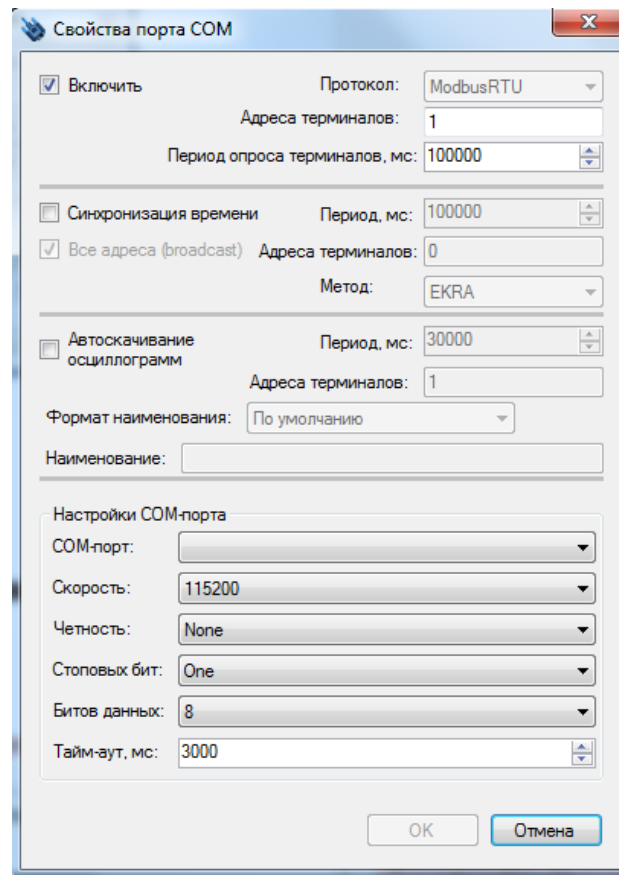 Свойства порта COM
Включить Протокол: ModbusRTU
Адреса терминалов: 1
Период опроса терминалов, мс: 100000
Синхронизация времени Период, мс: 100000
Все адреса (broadcast) Адреса терминалов: 0
Метод: EKRA
Автоскачивание
осциллограмм Период, мс: 30000
Адреса терминалов: 1
Формат наименования: По умолчанию
Наименование:
Настройки COM-порта
COM-порт:
Скорость: 115200
Четность: None
Стоповых бит: One
Битов данных: 8
Тайм-аут, мс: 3000
OK Отмена